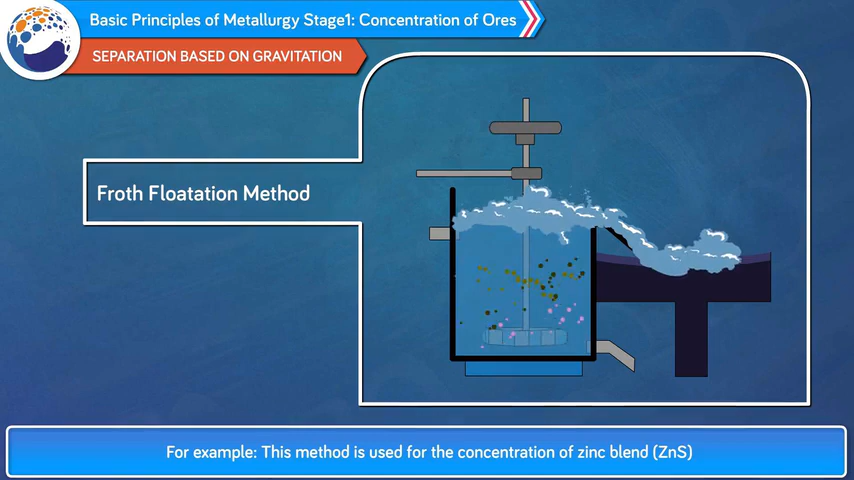 Basic Principles of Metallurgy Stage1: Concentration of Ores
SEPARATION BASED ON GRAVITATION
Froth Floatation Method
For example: This method is used for the concentration of zinc blend (ZnS)